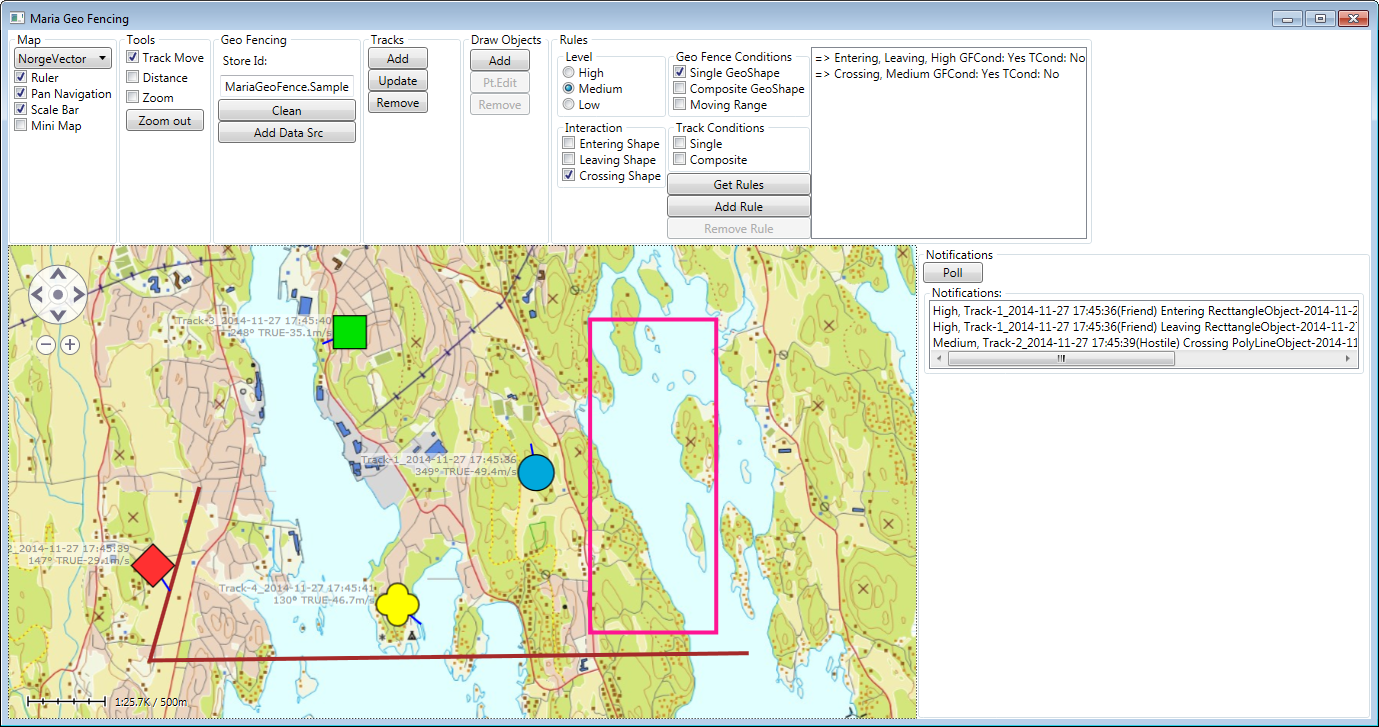 Maria Geo Fencing
Map
NorgeVector
Ruler
Pan Navigation
Scale Bar
Mini Map
Tools
Track Move
Distance
Zoom
Zoom out
Geo Fencing
Store Id:
MariaGeoFence.Sample
Clean
Add Data Src
Tracks
Add
Update
Remove
Draw Objects
Add
Pt.Edit
Remove
Rules
Level
High
Medium
Low
Interaction
Entering Shape
Leaving Shape
Crossing Shape
Geo Fence Conditions
Single GeoShape
Composite GeoShape
Moving Range
Track Conditions
Single
Composite
Get Rules
Add Rule
Remove Rule
=> Entering, Leaving, High GFCond: Yes TCond: No
=> Crossing, Medium GFCond: Yes TCond: No
Track-3_2014-11-27 17:45:40
248° TRUE-35.1m/s
Track-1_2014-11-27 17:45:36
349° TRUE-49.4m/s
2_2014-11-27 17:45:39
147° TRUE-29.1m/s
Track-4_2014-11-27 17:45:41
130° TRUE-46.7m/s
1:25.7K / 500m
Notifications
Poll
Notifications:
High, Track-1_2014-11-27 17:45:36(Friend) Entering RecttangleObject-2014-11-2
High, Track-1_2014-11-27 17:45:36(Friend) Leaving RecttangleObject-2014-11-27
Medium, Track-2_2014-11-27 17:45:39(Hostile) Crossing PolyLineObject-2014-11